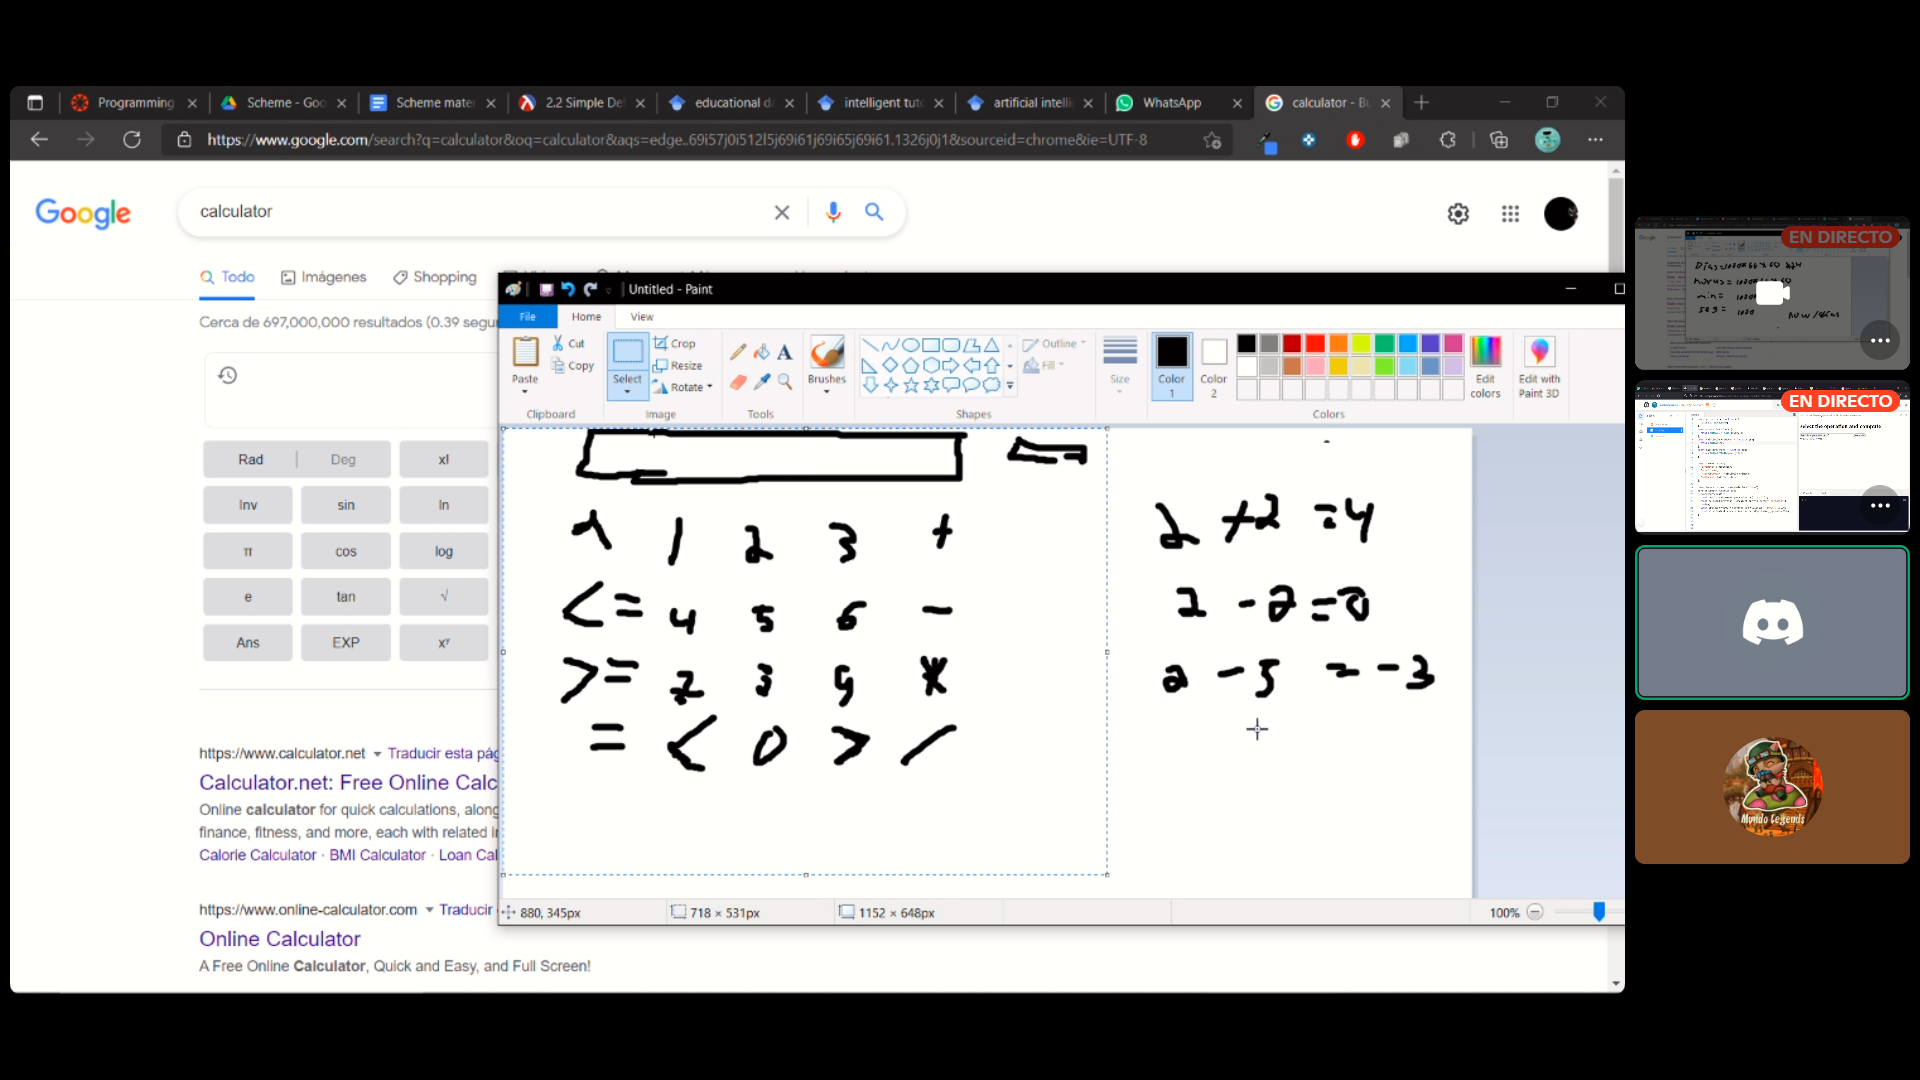 Programming
Scheme - Goo
Scheme mate
2.2 Simple De
educational d
intelligent tut
artificial intelli
WhatsApp
calculator - Bu
https://www.google.com/search?q=calculator&oq=calculator&aqs=edge..69i57j0i512l5j69i61j69i65j69i61.1326j0j1&sourceid=chrome&ie=UTF-8
Google
calculator
Todo
Imágenes
Shopping
Cerca de 697,000,000 resultados (0.39 segu
Rad
Deg
x!
Inv
sin
ln
π
cos
log
e
tan
√
Ans
EXP
xʸ
https://www.calculator.net
Traducir esta pág
Calculator.net: Free Online Calc
Online calculator for quick calculations, along
finance, fitness, and more, each with related i
Calorie Calculator · BMI Calculator · Loan Cal
https://www.online-calculator.com
Traducir
Online Calculator
A Free Online Calculator, Quick and Easy, and Full Screen!
Untitled - Paint
File
Home
View
Paste
Cut
Copy
Clipboard
Select
Crop
Resize
Rotate
Image
A
Tools
Brushes
Shapes
Outline
Fill
Size
Color 1
Color 2
Edit colors
Edit with Paint 3D
Colors
^ 1 2 3 +
<= 4 5 6 -
>= 7 3 9 *
= < 0 > /
2 +2 =4
2 -2 =0
2 -5 = -3
880, 345px
718 × 531px
1152 × 648px
100%
EN DIRECTO
EN DIRECTO
Select the operation and compute
Mundo Legends